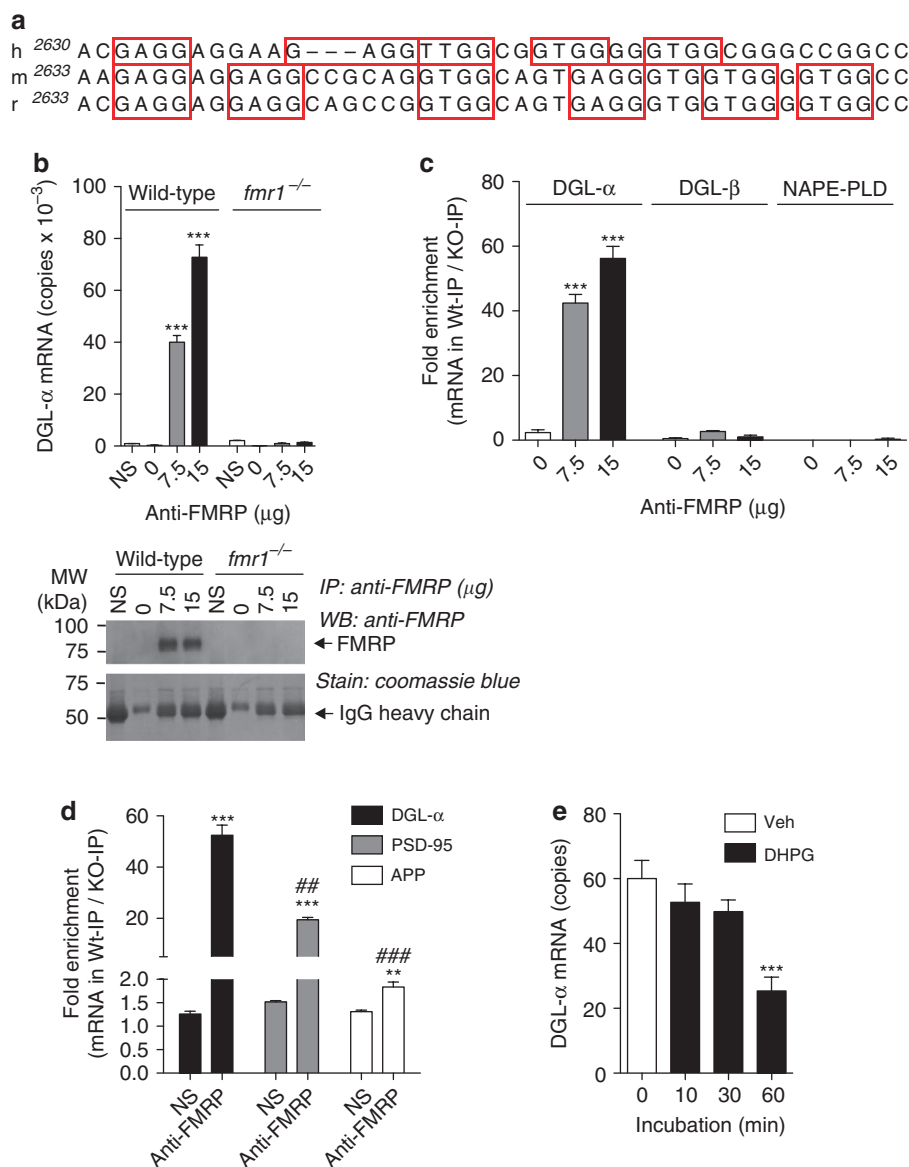 a
h 2630 ACGAGGAGGAAG---AGGTTGGCGGTGGGGGTGGCGGGCCGGCC
m 2633 AAGAGGAGGAGGCCGCAGGTGGCAGTGAGGGTGGTGGGGTGGCC
r 2633 ACGAGGAGGAGGCAGCCGGTGGCAGTGAGGGTGGTGGGGTGGCC
b
Wild-type fmr1−/−
DGL-α mRNA (copies x 10−3)
100
80
60
40
20
0
***
***
NS 0 7.5 15 NS 0 7.5 15
Anti-FMRP (μg)
Wild-type fmr1−/−
MW (kDa)
NS 0 7.5 15 NS 0 7.5 15
IP: anti-FMRP (μg)
WB: anti-FMRP
100
75
FMRP
Stain: coomassie blue
75
50
IgG heavy chain
c
DGL-α DGL-β NAPE-PLD
Fold enrichment
(mRNA in Wt-IP / KO-IP)
80
60
40
20
0
***
***
0 7.5 15 0 7.5 15 0 7.5 15
Anti-FMRP (μg)
d
Fold enrichment
(mRNA in Wt-IP / KO-IP)
60
40
20
2.0
1.5
1.0
0.5
0.0
***
##
***
###
**
DGL-α
PSD-95
APP
NS Anti-FMRP NS Anti-FMRP NS Anti-FMRP
e
Veh
DHPG
DGL-α mRNA (copies)
80
60
40
20
0
***
0 10 30 60
Incubation (min)